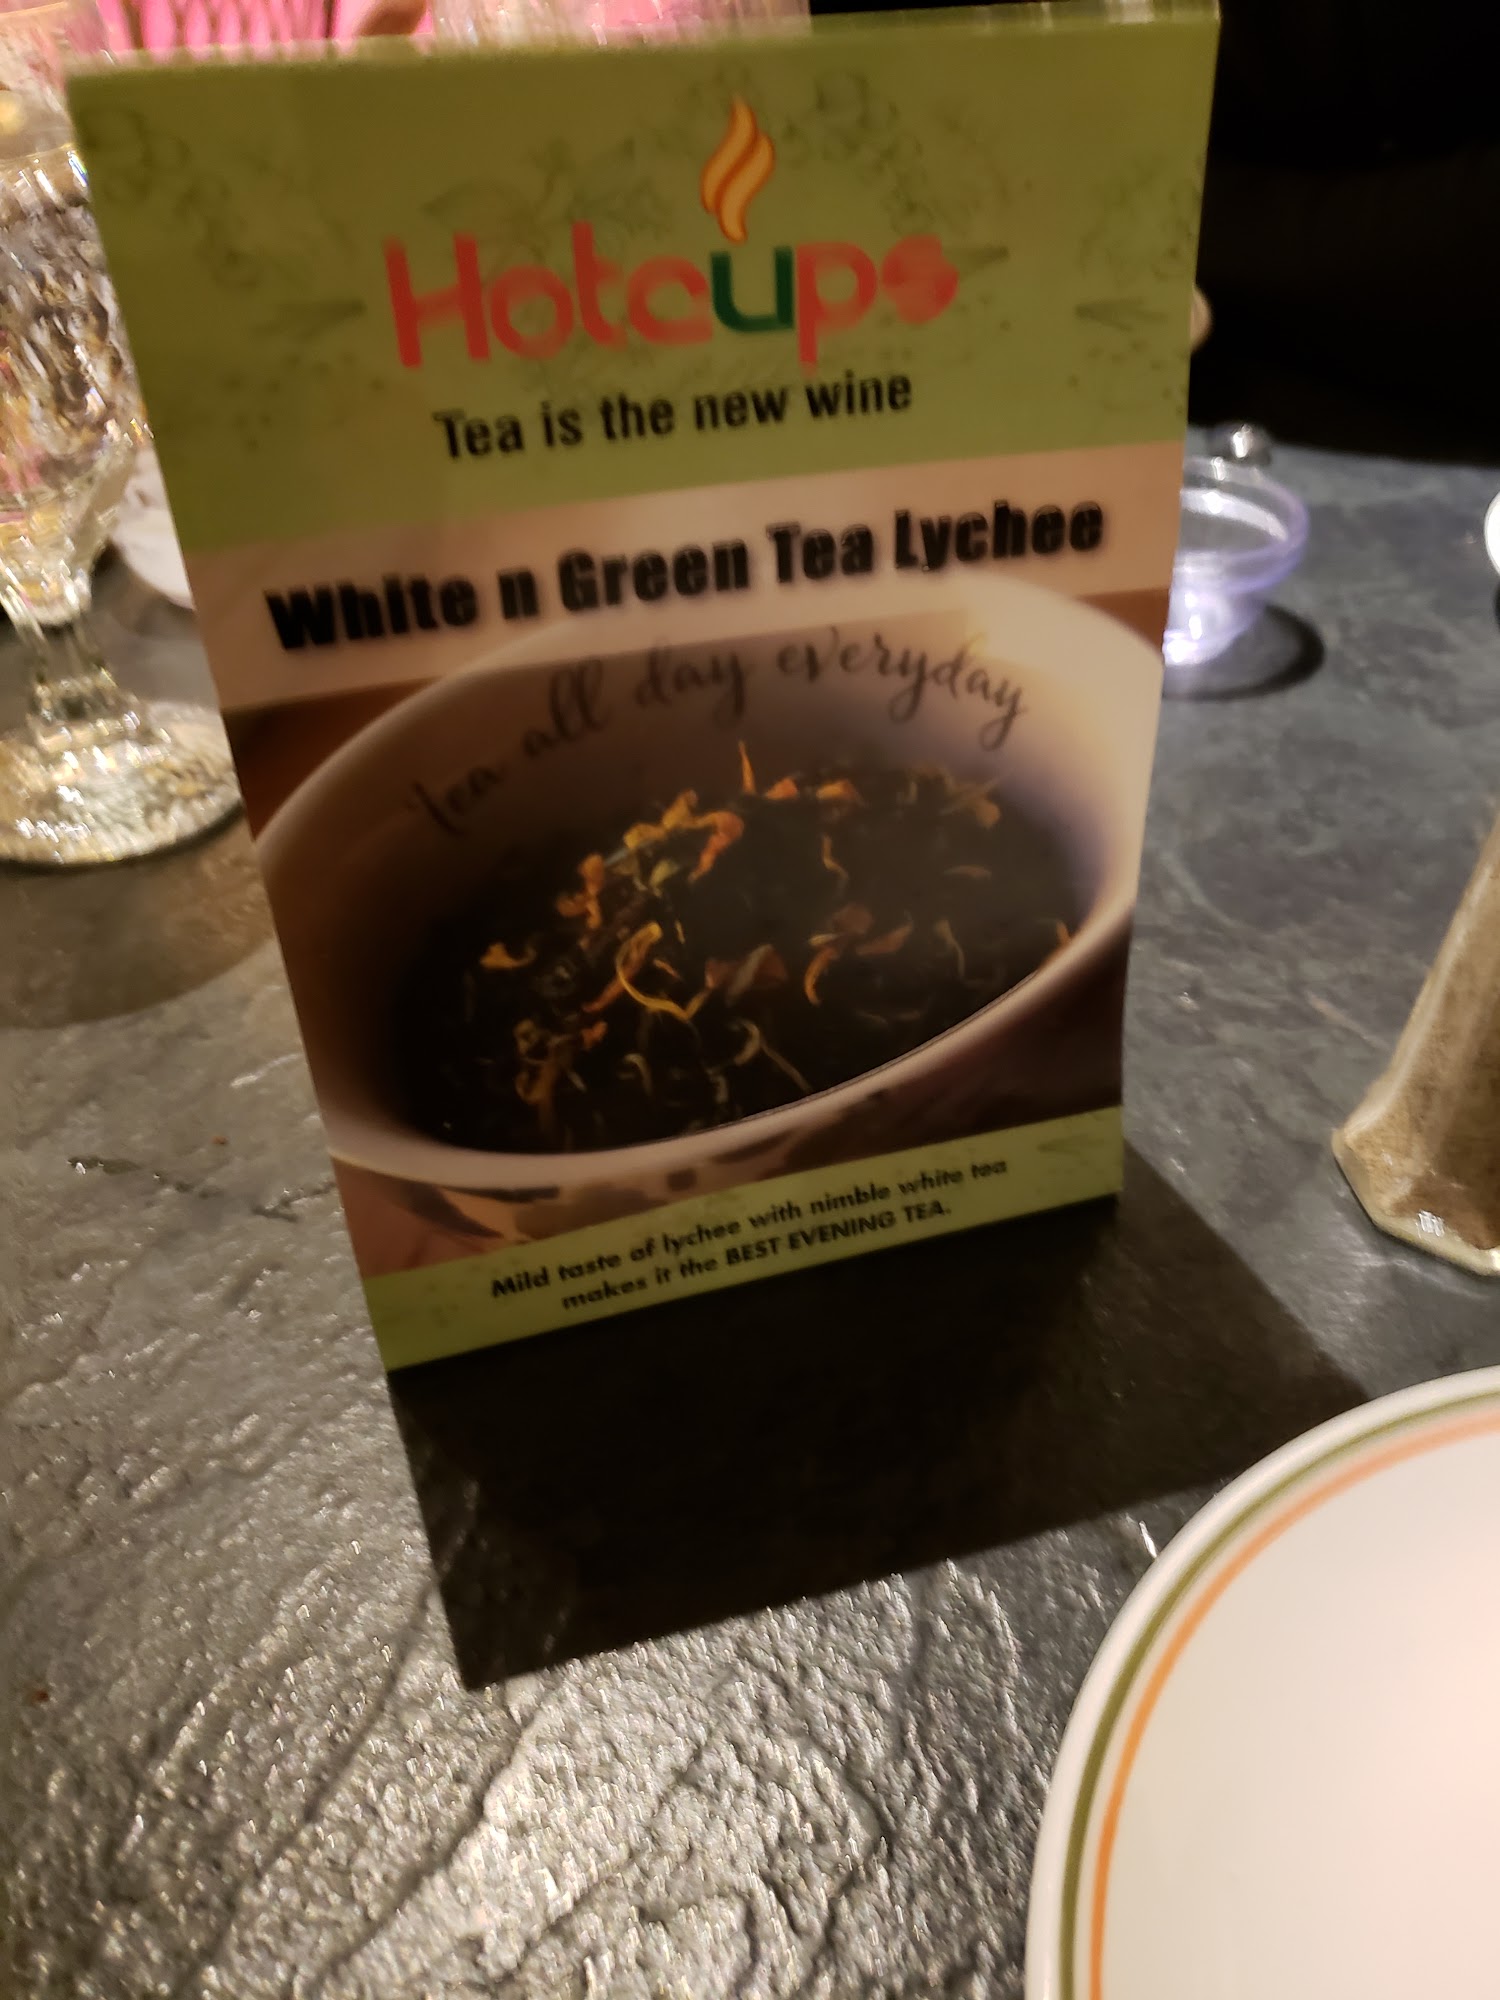 Hotcups
Tea is the new wine
White n Green Tea Lychee
tea all day everyday
Mild taste of lychee with nimble white tea
makes it the BEST EVENING TEA.